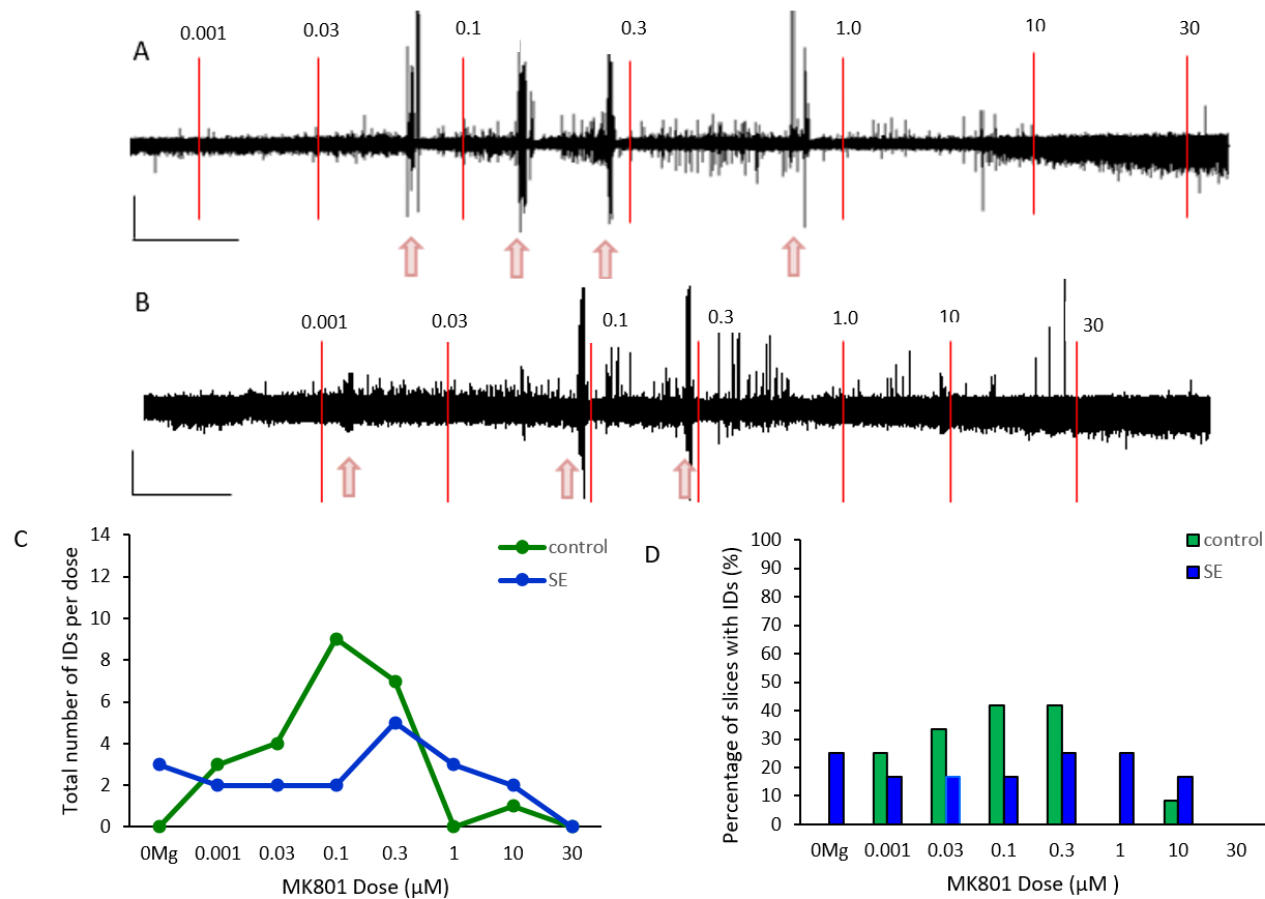 A
0.001 0.03 0.1 0.3 1.0 10 30
B
0.001 0.03 0.1 0.3 1.0 10 30
C
Total number of IDs per dose
14
12
10
8
6
4
2
0
0Mg 0.001 0.03 0.1 0.3 1 10 30
MK801 Dose (µM)
control
SE
D
Percentage of slices with IDs (%)
100
90
80
70
60
50
40
30
20
10
0
0Mg 0.001 0.03 0.1 0.3 1 10 30
MK801 Dose (µM )
control
SE